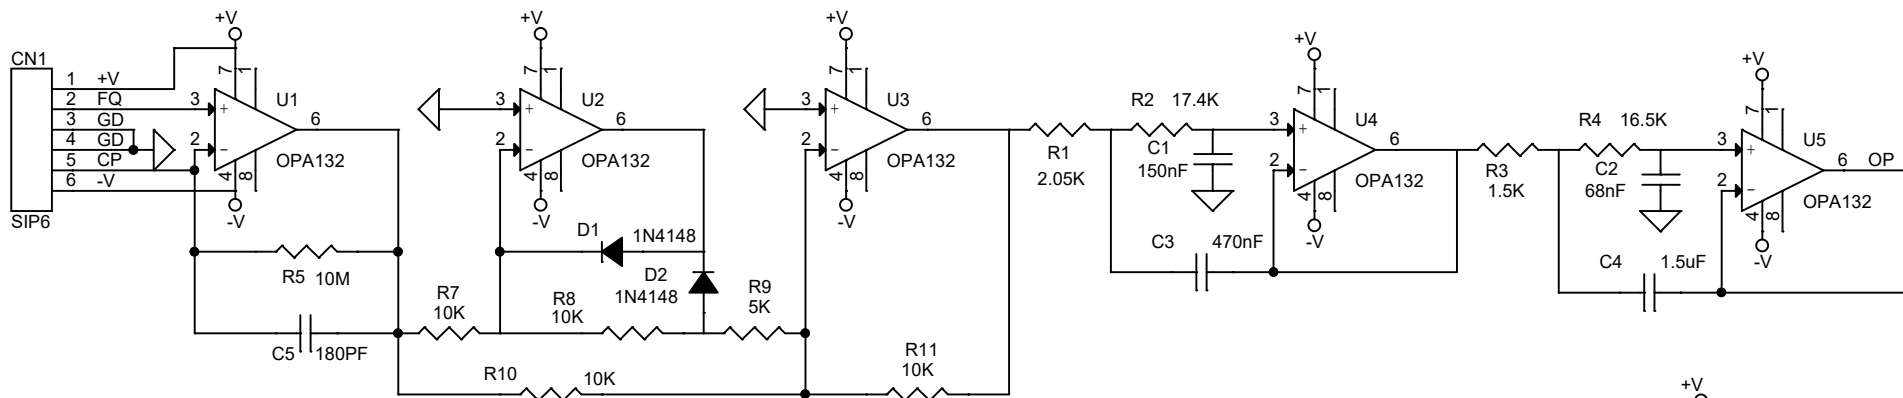 CN1
1 +V
2 FQ
3 GD
4 GD
5 CP
6 -V
SIP6
+V
7
1
3
+
2
-
4
8
-V
U1
6
OPA132
R5 10M
C5 180PF
+V
7
1
3
+
2
-
4
8
-V
U2
6
OPA132
D1 1N4148
D2
1N4148
R7
10K
R8
10K
R9
5K
R10 10K
+V
7
1
3
+
2
-
4
8
-V
U3
6
OPA132
R11
10K
R1
2.05K
R2 17.4K
C1
150nF
C3 470nF
+V
7
1
3
+
2
-
4
8
-V
U4
6
OPA132
R3
1.5K
R4 16.5K
C2
68nF
C4 1.5uF
+V
7
1
3
+
2
-
4
8
-V
U5
6 OP
OPA132
+V